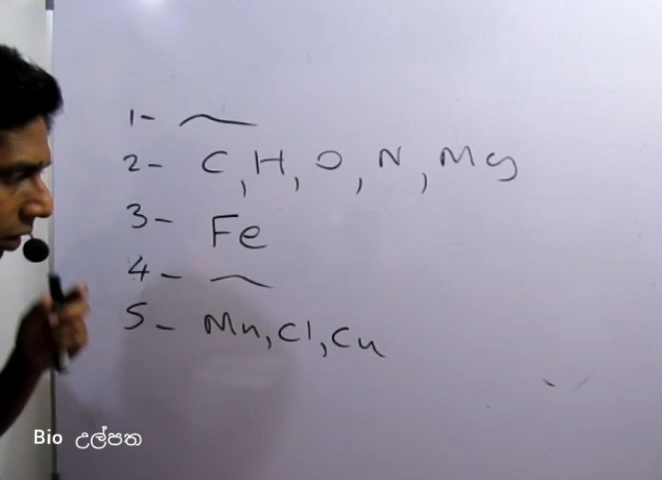 1-
2- C, H, O, N, Mg
3- Fe
4-
5- Mn, Cl, Cu
Bio උල්පත